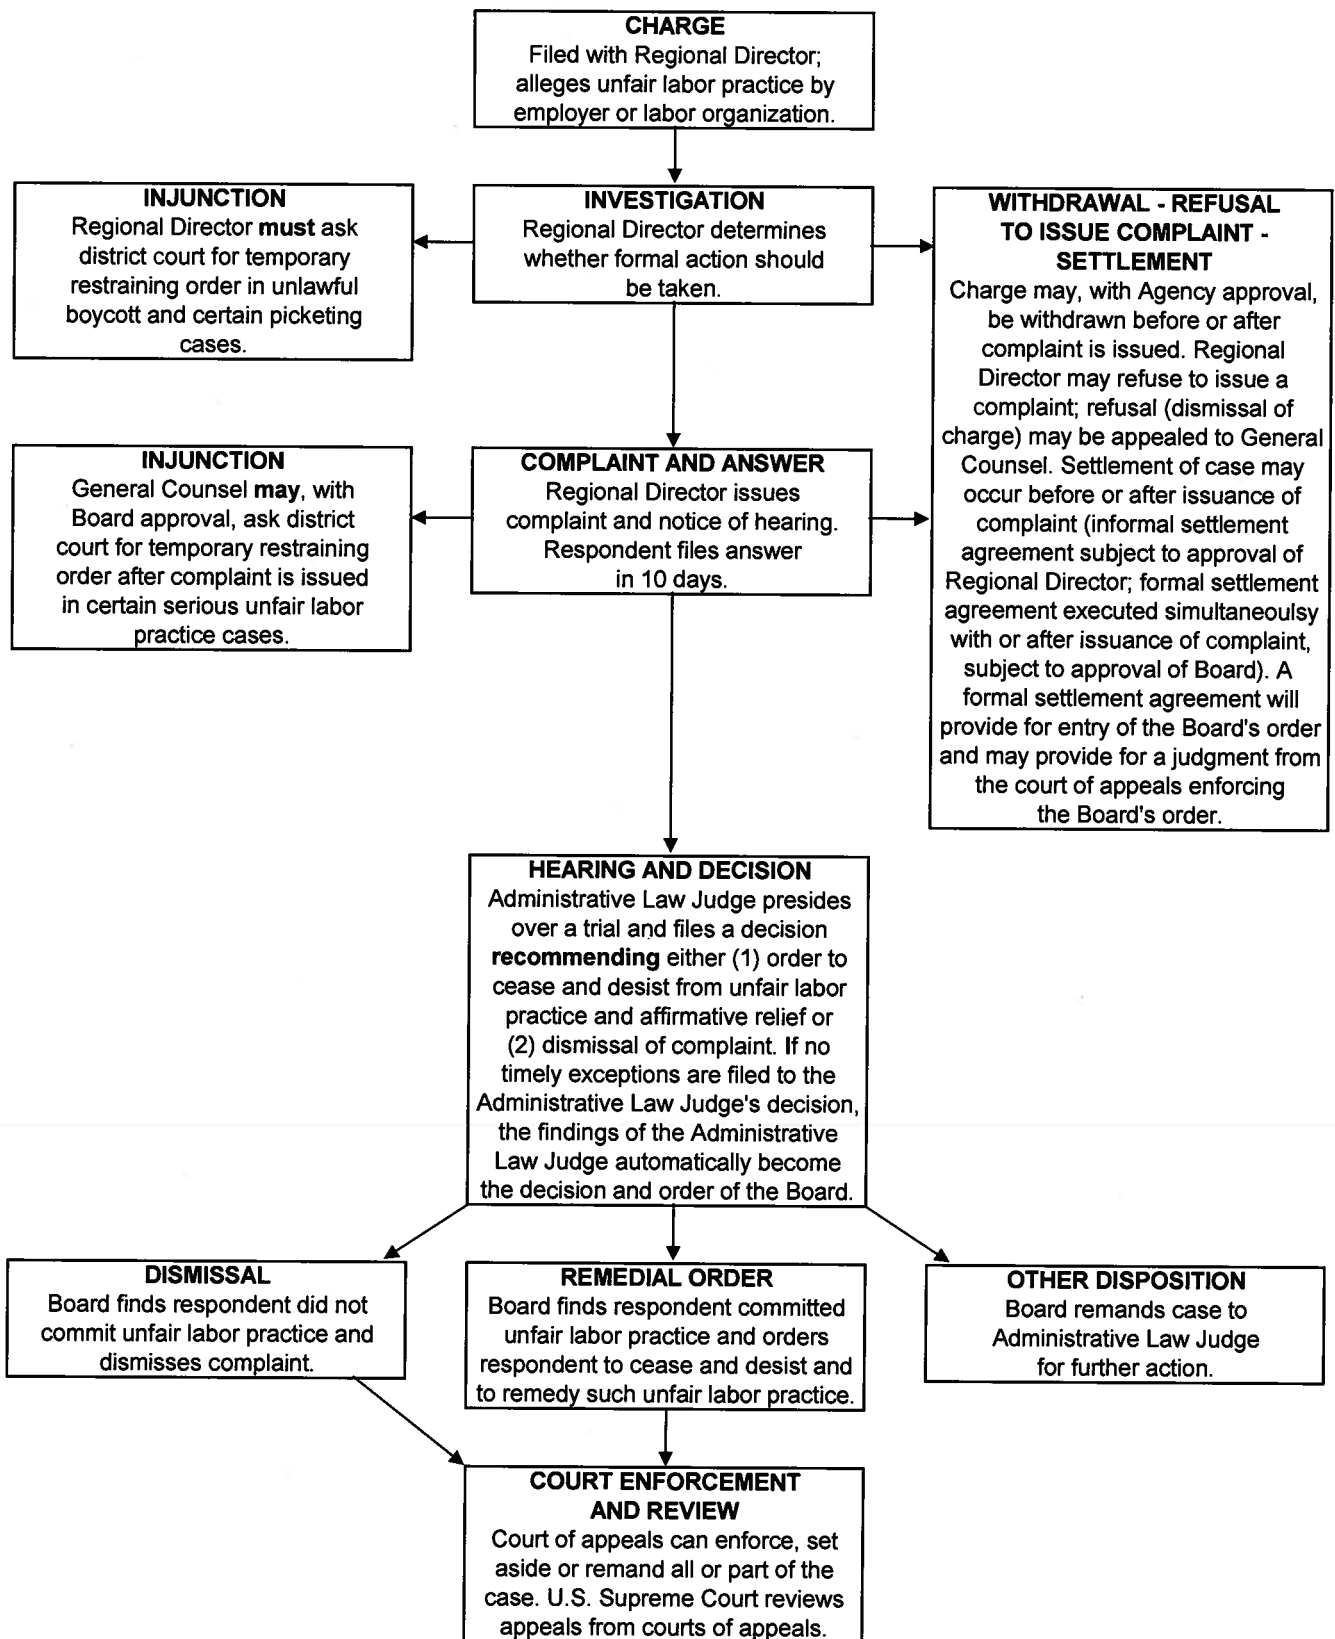 CHARGE
Filed with Regional Director;
alleges unfair labor practice by
employer or labor organization.
INJUNCTION
Regional Director must ask
district court for temporary
restraining order in unlawful
boycott and certain picketing
cases.
INVESTIGATION
Regional Director determines
whether formal action should
be taken.
WITHDRAWAL - REFUSAL
TO ISSUE COMPLAINT -
SETTLEMENT
Charge may, with Agency approval,
be withdrawn before or after
complaint is issued. Regional
Director may refuse to issue a
complaint; refusal (dismissal of
charge) may be appealed to General
Counsel. Settlement of case may
occur before or after issuance of
complaint (informal settlement
agreement subject to approval of
Regional Director; formal settlement
agreement executed simultaneoulsy
with or after issuance of complaint,
subject to approval of Board). A
formal settlement agreement will
provide for entry of the Board's order
and may provide for a judgment from
the court of appeals enforcing
the Board's order.
INJUNCTION
General Counsel may, with
Board approval, ask district
court for temporary restraining
order after complaint is issued
in certain serious unfair labor
practice cases.
COMPLAINT AND ANSWER
Regional Director issues
complaint and notice of hearing.
Respondent files answer
in 10 days.
HEARING AND DECISION
Administrative Law Judge presides
over a trial and files a decision
recommending either (1) order to
cease and desist from unfair labor
practice and affirmative relief or
(2) dismissal of complaint. If no
timely exceptions are filed to the
Administrative Law Judge's decision,
the findings of the Administrative
Law Judge automatically become
the decision and order of the Board.
DISMISSAL
Board finds respondent did not
commit unfair labor practice and
dismisses complaint.
REMEDIAL ORDER
Board finds respondent committed
unfair labor practice and orders
respondent to cease and desist and
to remedy such unfair labor practice.
OTHER DISPOSITION
Board remands case to
Administrative Law Judge
for further action.
COURT ENFORCEMENT
AND REVIEW
Court of appeals can enforce, set
aside or remand all or part of the
case. U.S. Supreme Court reviews
appeals from courts of appeals.